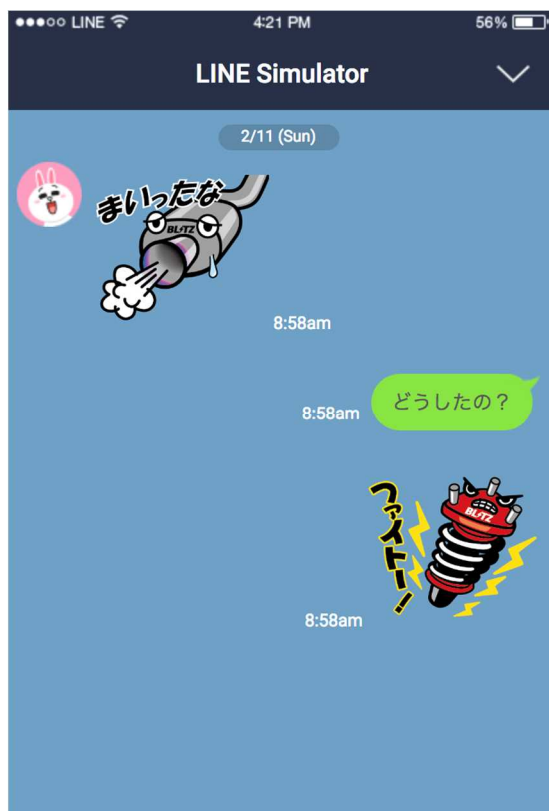 LINE 4:21 PM 56%
LINE Simulator
2/11 (Sun)
まいったな
BLITZ
8:58am
どうしたの？
8:58am
ファイトー！
BLITZ
8:58am